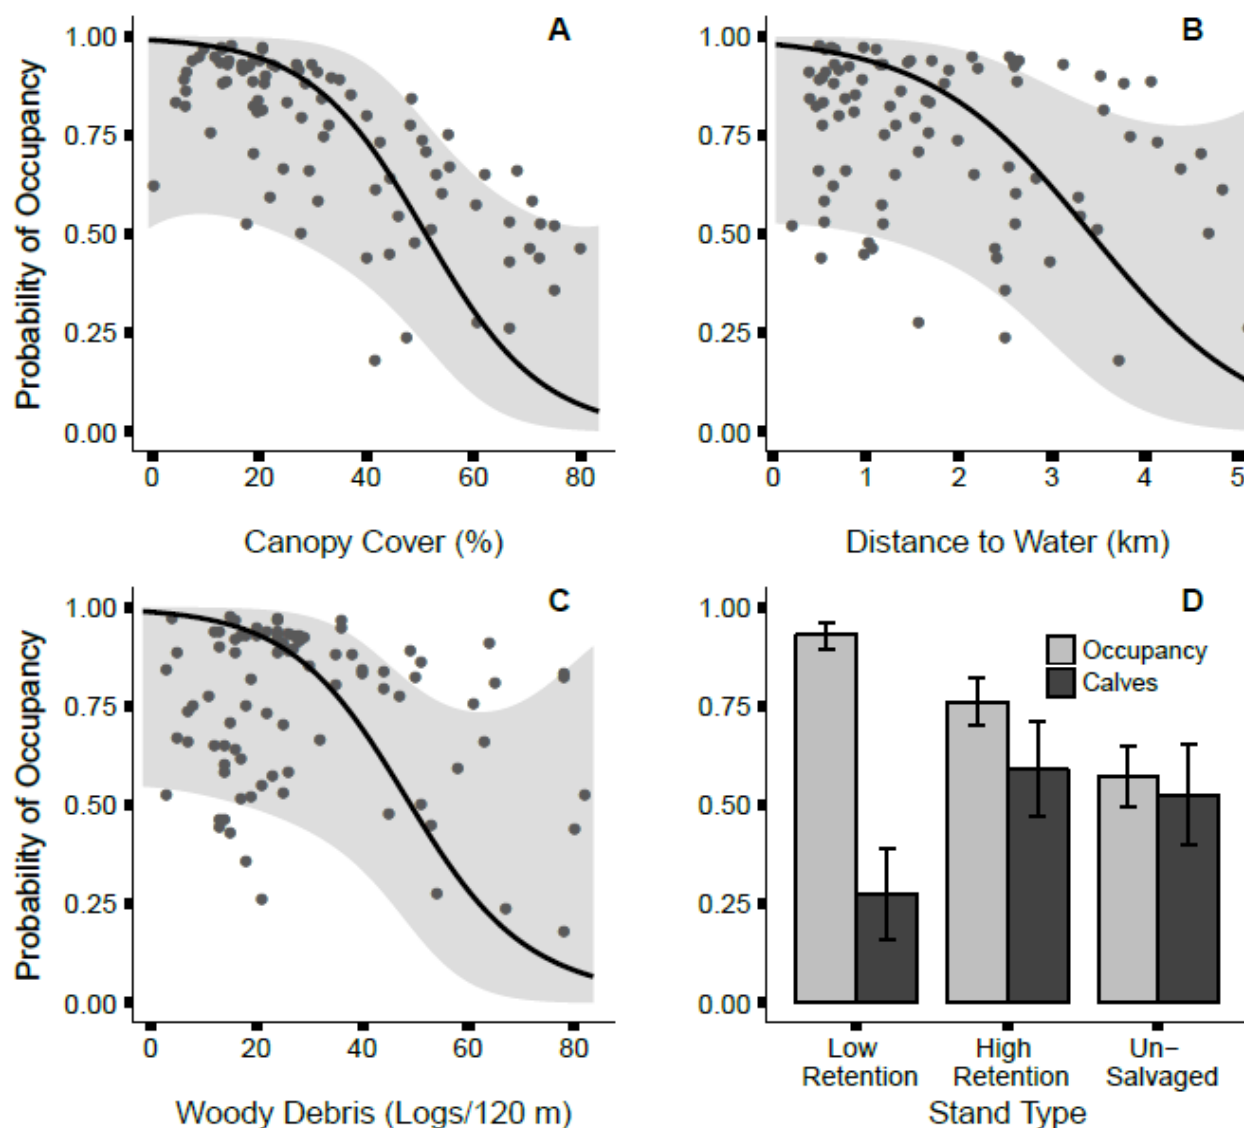 A
Probability of Occupancy
1.00
0.75
0.50
0.25
0.00
0 20 40 60 80
Canopy Cover (%)
B
1.00
0.75
0.50
0.25
0.00
0 1 2 3 4 5
Distance to Water (km)
C
Probability of Occupancy
1.00
0.75
0.50
0.25
0.00
0 20 40 60 80
Woody Debris (Logs/120 m)
D
1.00
0.75
0.50
0.25
0.00
Occupancy
Calves
Low
Retention
High
Retention
Un-
Salvaged
Stand Type